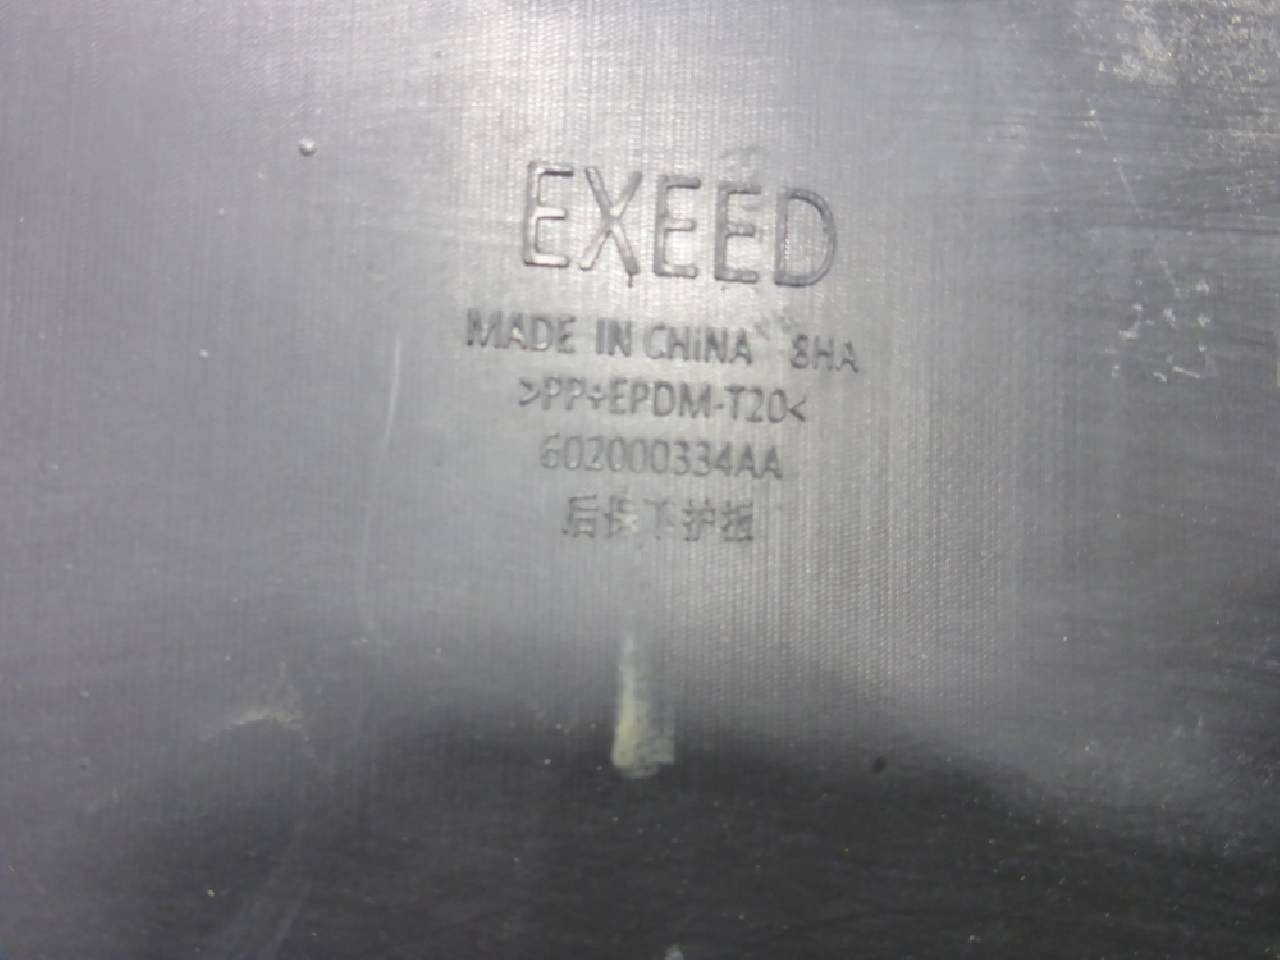 EXEED
MADE IN CHINA 8HA
>PP+EPDM-T20<
602000334AA
后保下护板